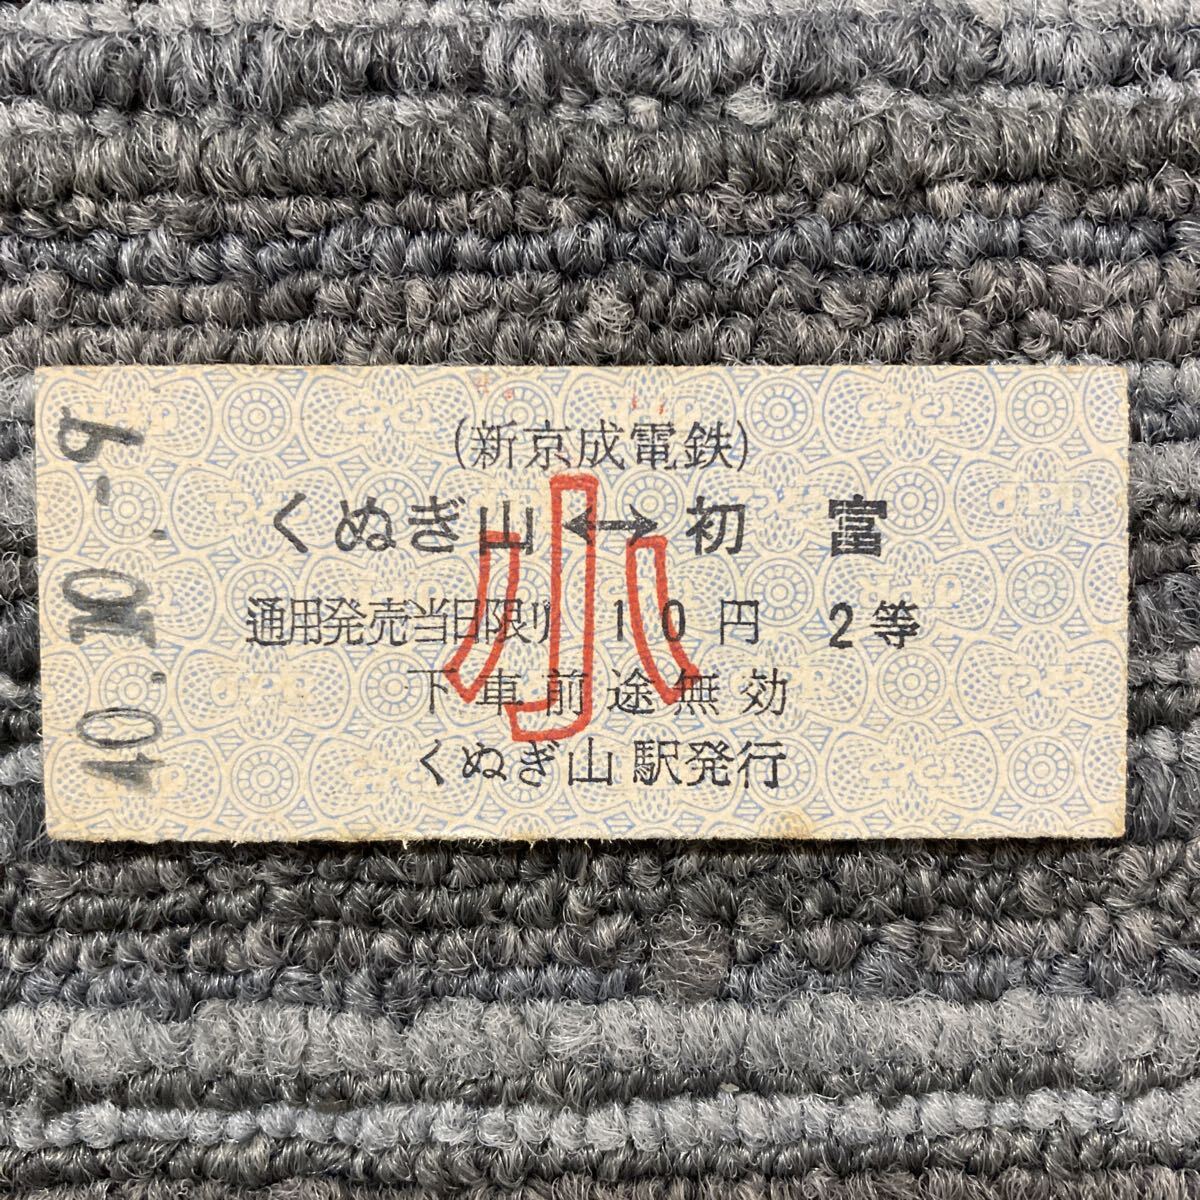 (新京成電鉄)
くぬぎ山↔初富
通用発売当日限り 10円 2等
下車前途無効
くぬぎ山駅発行
小
40.10.-9